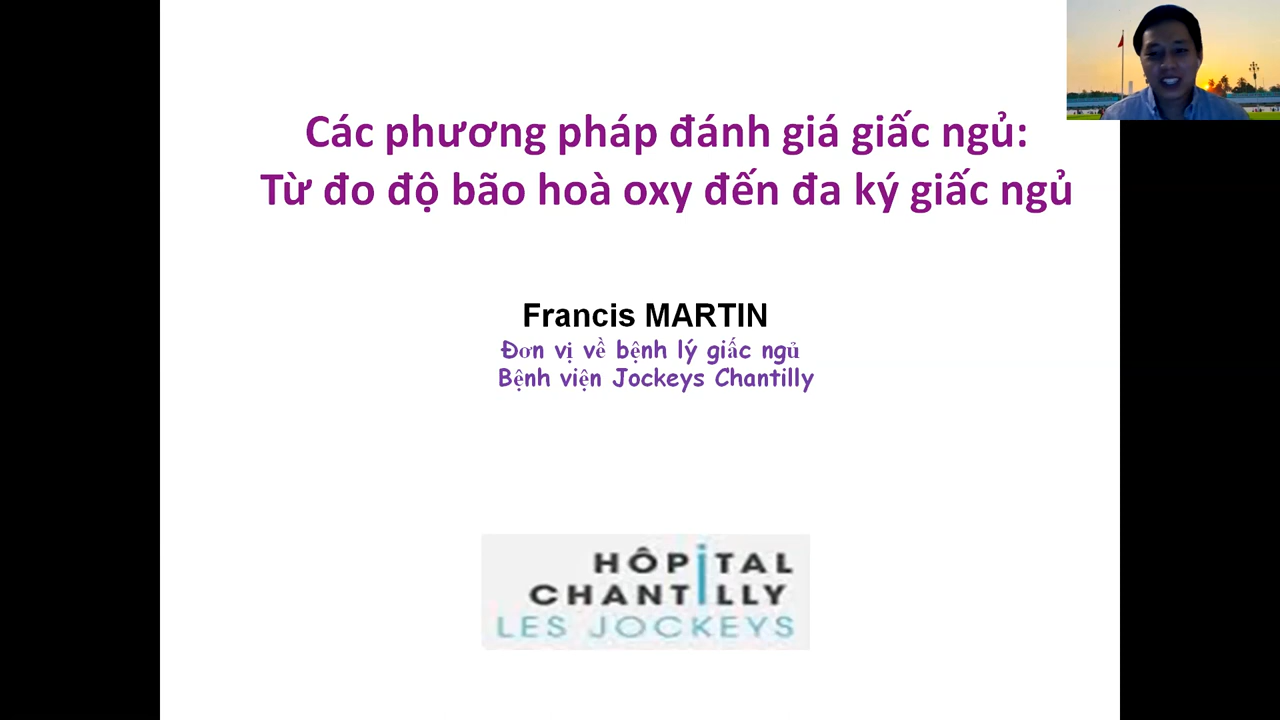 Các phương pháp đánh giá giấc ngủ:
Từ đo độ bão hoà oxy đến đa ký giấc ngủ
Francis MARTIN
Đơn vị về bệnh lý giấc ngủ
Bệnh viện Jockeys Chantilly
HÔPITAL
CHANTILLY
LES JOCKEYS